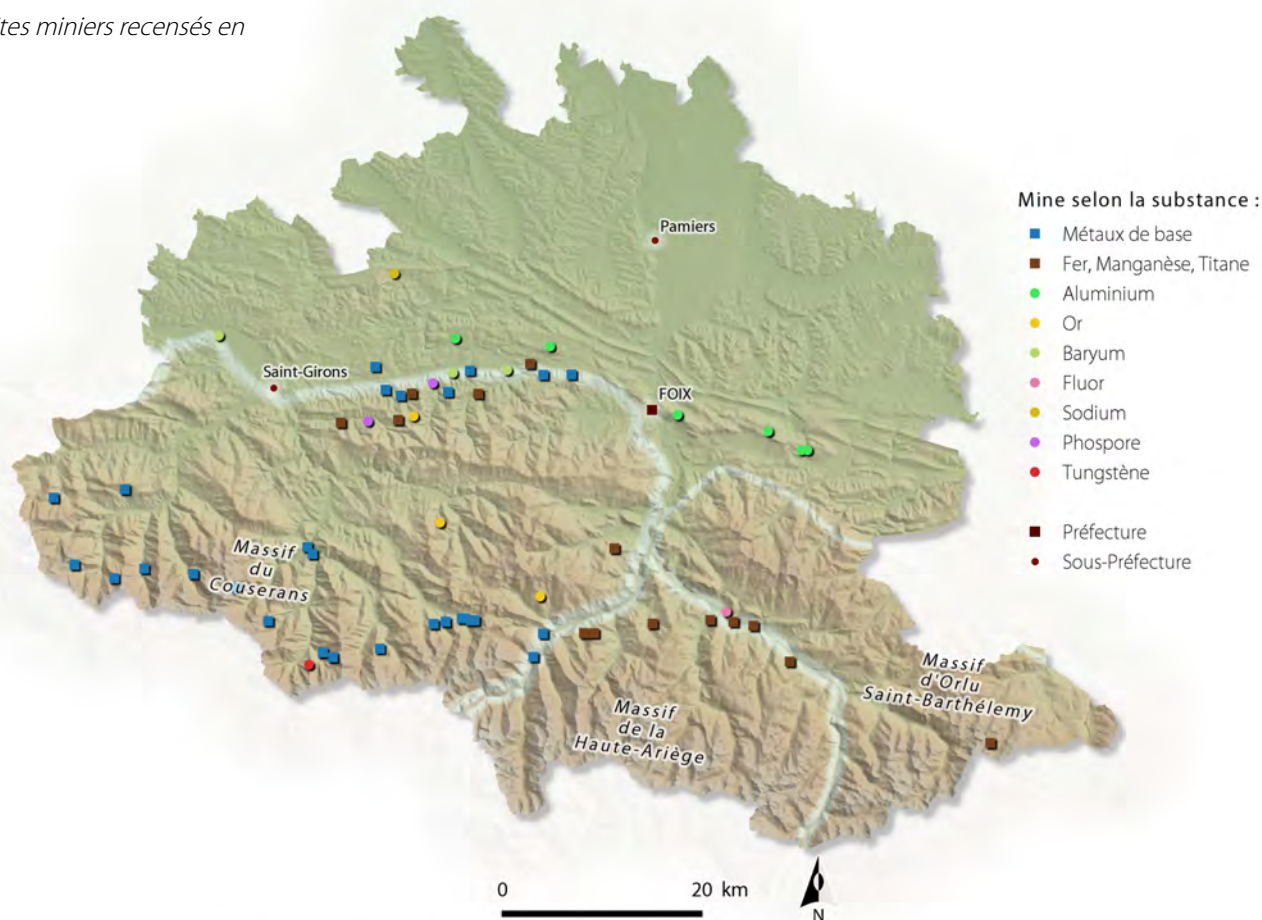 tes miniers recensés en
Pamiers
Saint-Girons
FOIX
Massif
du
Couserans
Massif
de la
Haute-Ariège
Massif
d'Orlu
Saint-Barthélemy
Mine selon la substance :
Métaux de base
Fer, Manganèse, Titane
Aluminium
Or
Baryum
Fluor
Sodium
Phospore
Tungstène
Préfecture
Sous-Préfecture
0 20 km
N